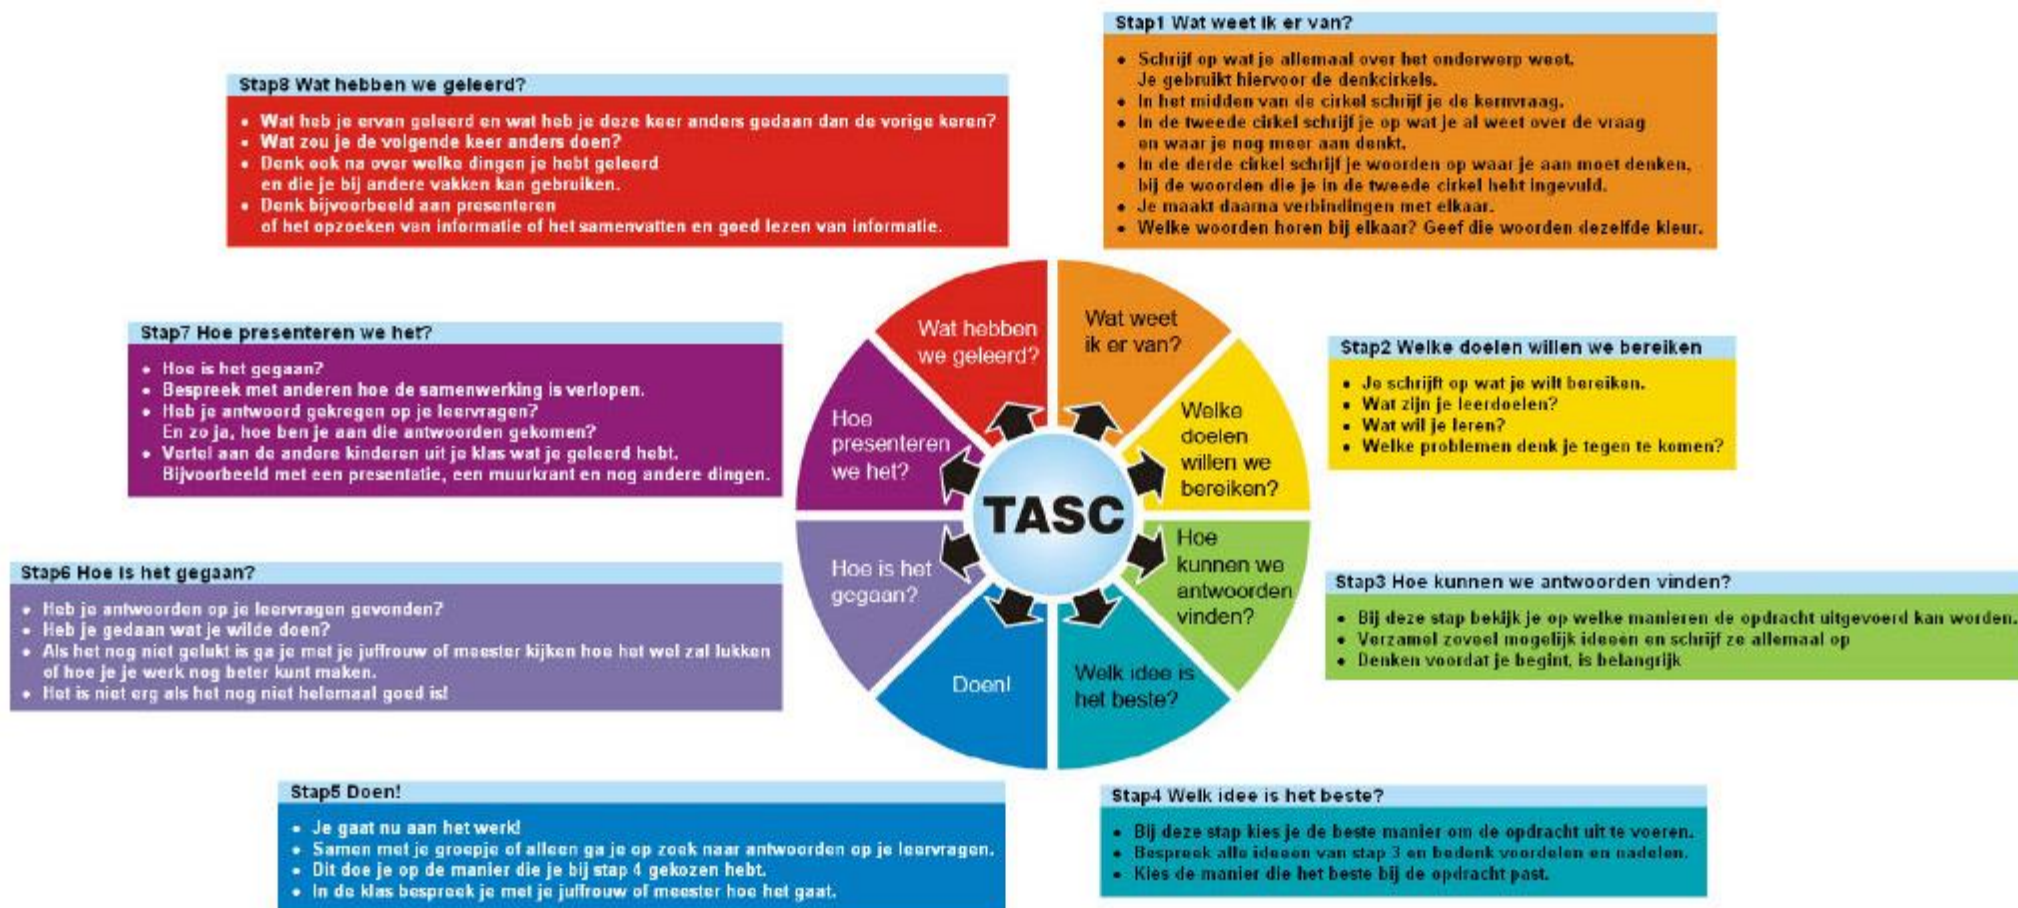 Stap1 Wat weet ik er van?
• Schrijf op wat je allemaal over het onderwerp weet.
Je gebruikt hiervoor de denkcirkels.
• In het midden van de cirkel schrijf je de kernvraag.
• In de tweede cirkel schrijf je op wat je al weet over de vraag
en waar je nog meer aan denkt.
• In de derde cirkel schrijf je woorden op waar je aan moet denken,
bij de woorden die je in de tweede cirkel hebt ingevuld.
• Je maakt daarna verbindingen met elkaar.
• Welke woorden horen bij elkaar? Geef die woorden dezelfde kleur.
Stap2 Welke doelen willen we bereiken
• Je schrijft op wat je wilt bereiken.
• Wat zijn je leerdoelen?
• Wat wil je leren?
• Welke problemen denk je tegen te komen?
Stap3 Hoe kunnen we antwoorden vinden?
• Bij deze stap bekijk je op welke manieren de opdracht uitgevoerd kan worden.
• Verzamel zoveel mogelijk ideeën en schrijf ze allemaal op
• Denken voordat je begint, is belangrijk
Stap4 Welk idee is het beste?
• Bij deze stap kies je de beste manier om de opdracht uit te voeren.
• Bespreek alle ideeen van stap 3 en bedenk voordelen en nadelen.
• Kies de manier die het beste bij de opdracht past.
Stap5 Doen!
• Je gaat nu aan het werk!
• Samen met je groepje of alleen ga je op zoek naar antwoorden op je leervragen.
• Dit doe je op de manier die je bij stap 4 gekozen hebt.
• In de klas bespreek je met je juffrouw of meester hoe het gaat.
Stap6 Hoe is het gegaan?
• Heb je antwoorden op je leervragen gevonden?
• Heb je gedaan wat je wilde doen?
• Als het nog niet gelukt is ga je met je juffrouw of meester kijken hoe het wel zal lukken
of hoe je je werk nog beter kunt maken.
• Het is niet erg als het nog niet helemaal goed is!
Stap7 Hoe presenteren we het?
• Hoe is het gegaan?
• Bespreek met anderen hoe de samenwerking is verlopen.
• Heb je antwoord gekregen op je leervragen?
En zo ja, hoe ben je aan die antwoorden gekomen?
• Vertel aan de andere kinderen uit je klas wat je geleerd hebt.
Bijvoorbeeld met een presentatie, een muurkrant en nog andere dingen.
Stap8 Wat hebben we geleerd?
• Wat heb je ervan geleerd en wat heb je deze keer anders gedaan dan de vorige keren?
• Wat zou je de volgende keer anders doen?
• Denk ook na over welke dingen je hebt geleerd
en die je bij andere vakken kan gebruiken.
• Denk bijvoorbeeld aan presenteren
of het opzoeken van informatie of het samenvatten en goed lezen van informatie.
Wat weet
ik er van?
Welke
doelen
willen we
bereiken?
Hoe
kunnen we
antwoorden
vinden?
Welk idee is
het beste?
Doen!
Hoe is het
gegaan?
Hoe
presenteren
we het?
Wat hebben
we geleerd?
TASC